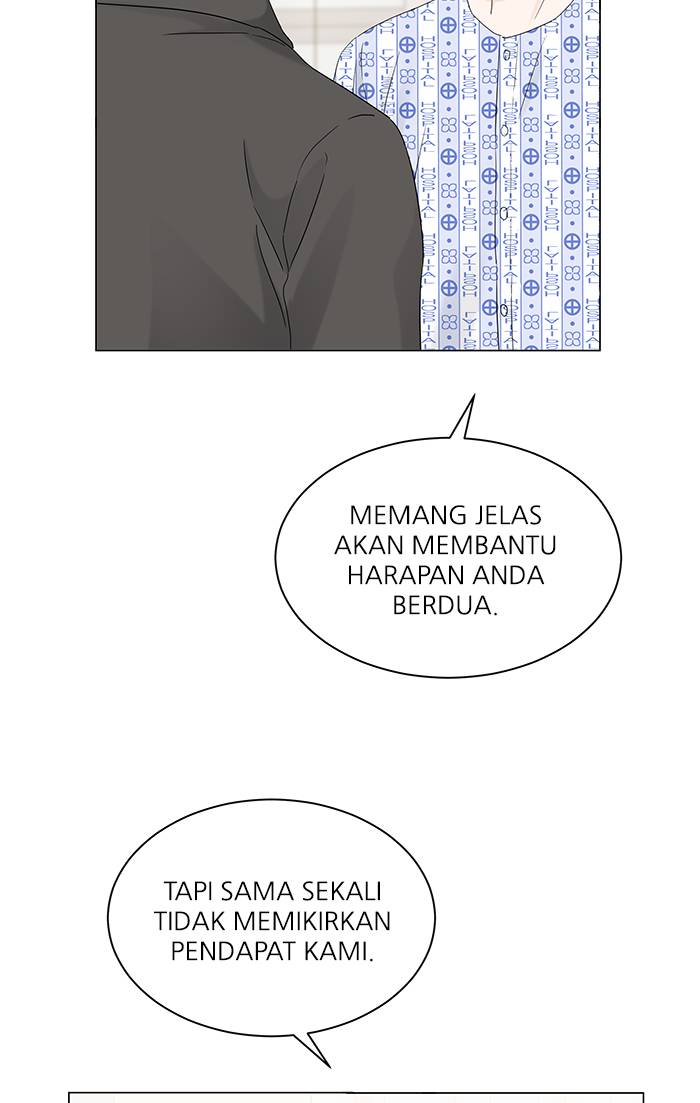 MEMANG JELAS
AKAN MEMBANTU
HARAPAN ANDA
BERDUA.
TAPI SAMA SEKALI
TIDAK MEMIKIRKAN
PENDAPAT KAMI.